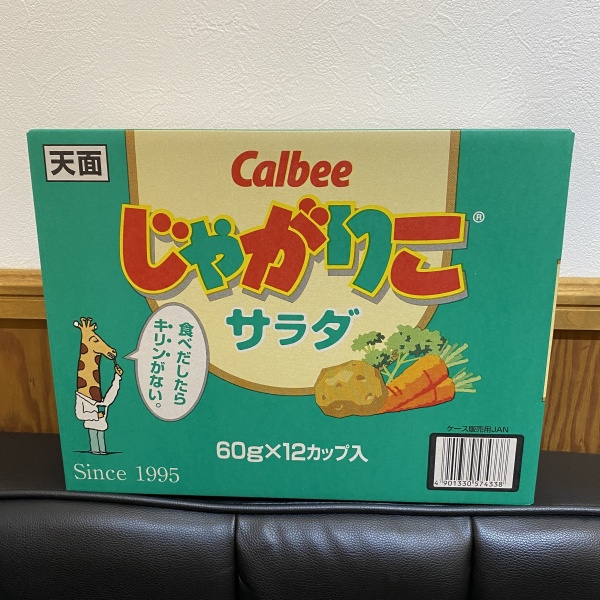 天面
Calbee
じゃがりこ®
サラダ
食べだしたら
キリンがない。
60g×12カップ入
Since 1995
ケース販売用JAN
4 901330 574338